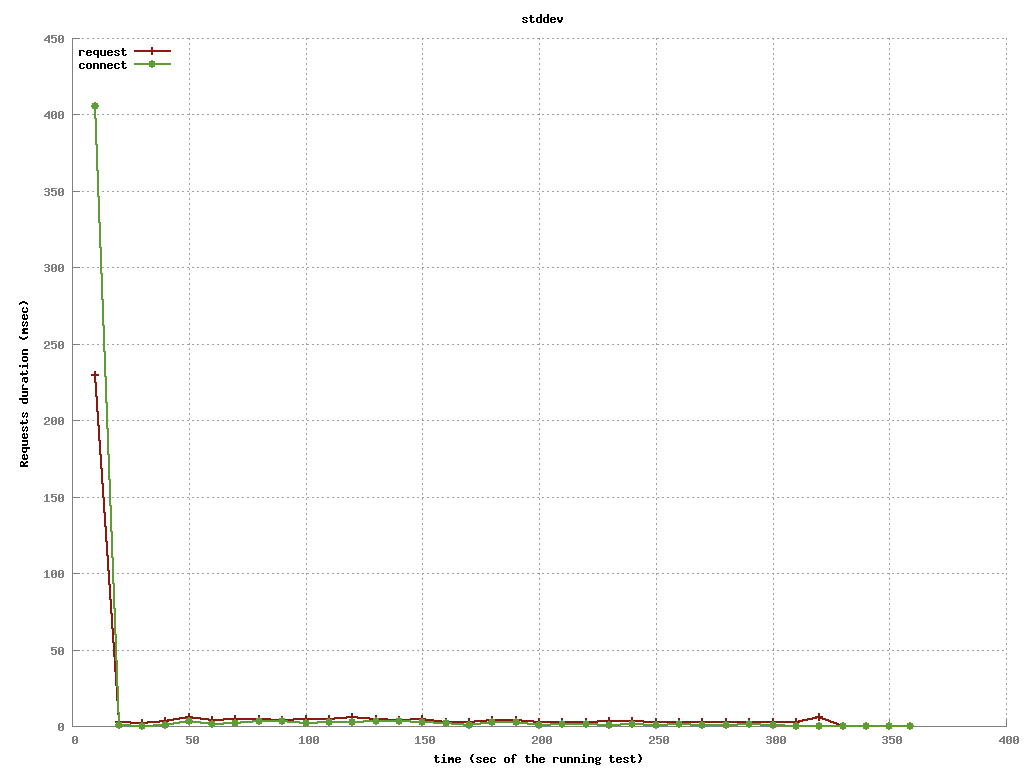 stddev
450
request
connect
400
350
300
250
200
150
100
50
0
Requests duration (msec)
0 50 100 150 200 250 300 350 400
time (sec of the running test)